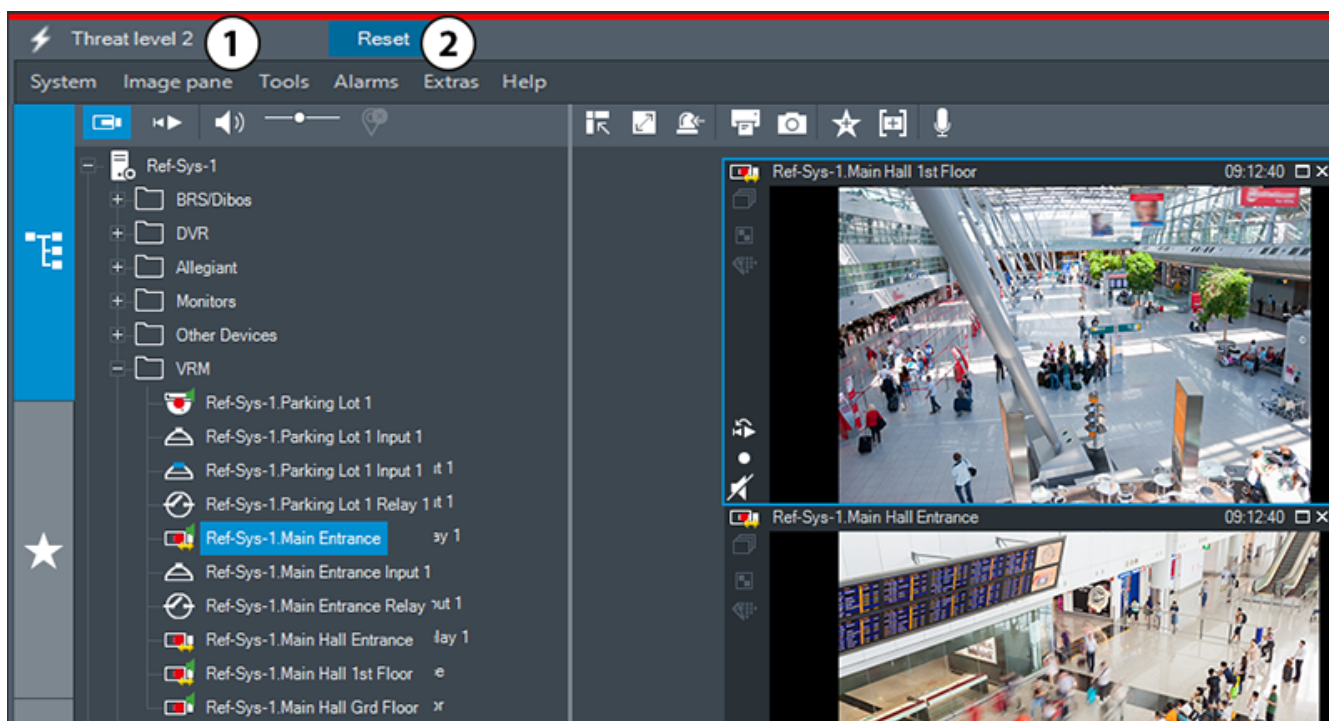 Threat level 2 1 Reset 2
System Image pane Tools Alarms Extras Help
Ref-Sys-1
BRS/Dibos
DVR
Allegiant
Monitors
Other Devices
VRM
Ref-Sys-1.Parking Lot 1
Ref-Sys-1.Parking Lot 1 Input 1
Ref-Sys-1.Parking Lot 1 Input 1
Ref-Sys-1.Parking Lot 1 Relay 1
Ref-Sys-1.Main Entrance
Ref-Sys-1.Main Entrance Input 1
Ref-Sys-1.Main Entrance Relay
Ref-Sys-1.Main Hall Entrance
Ref-Sys-1.Main Hall 1st Floor
Ref-Sys-1.Main Hall Grd Floor
Ref-Sys-1.Main Hall 1st Floor 09:12:40
Ref-Sys-1.Main Hall Entrance 09:12:40